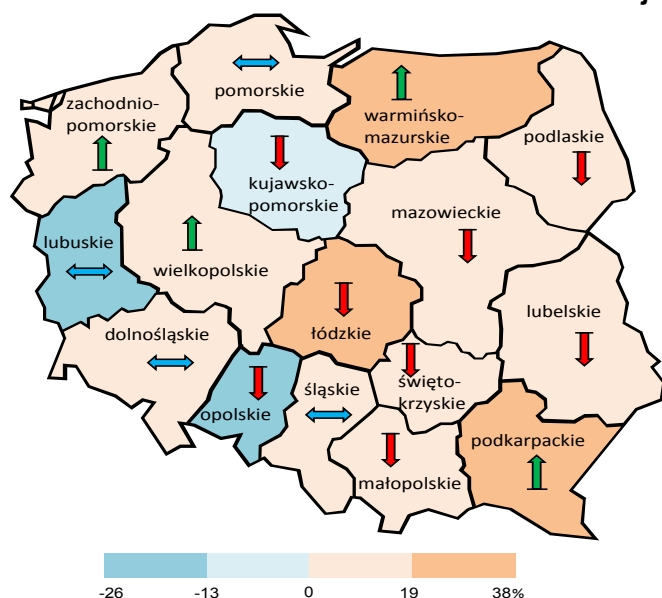 j
zachodnio-
pomorskie
pomorskie
warmińsko-
mazurskie
podlaskie
kujawsko-
pomorskie
mazowieckie
lubuskie
wielkopolskie
lubelskie
dolnośląskie
łódzkie
opolskie
śląskie
święto-
krzyskie
małopolskie
podkarpackie
-26 -13 0 19 38%